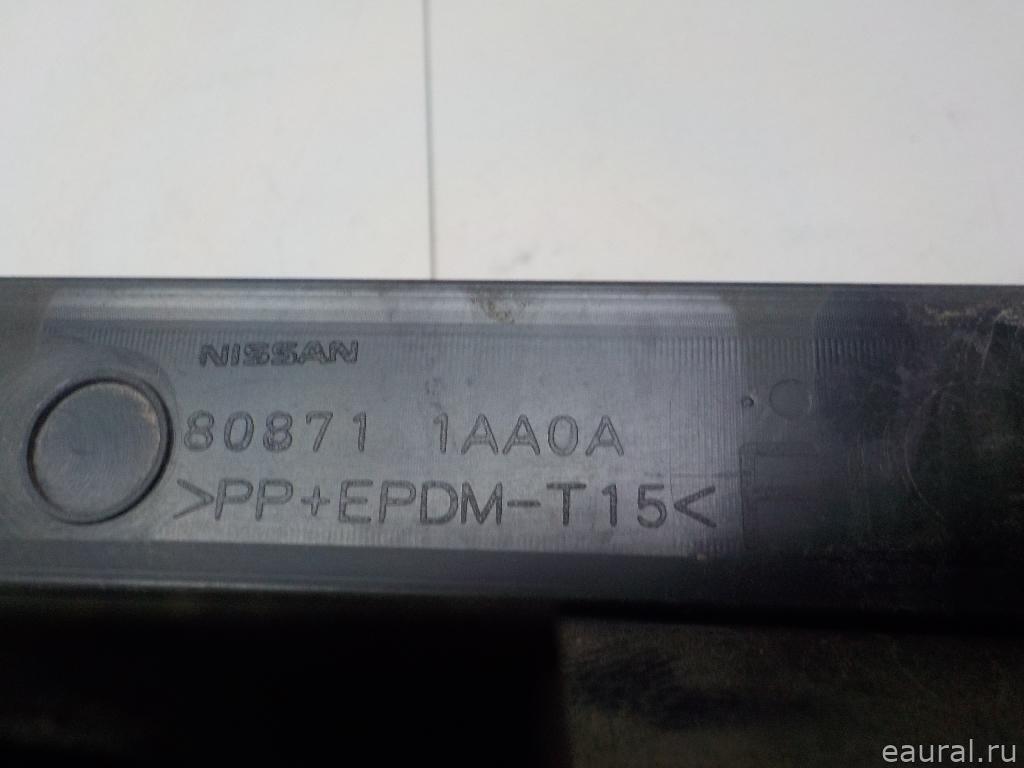 NISSAN
80871 1AA0A
>PP+EPDM-T15<
eaural.ru